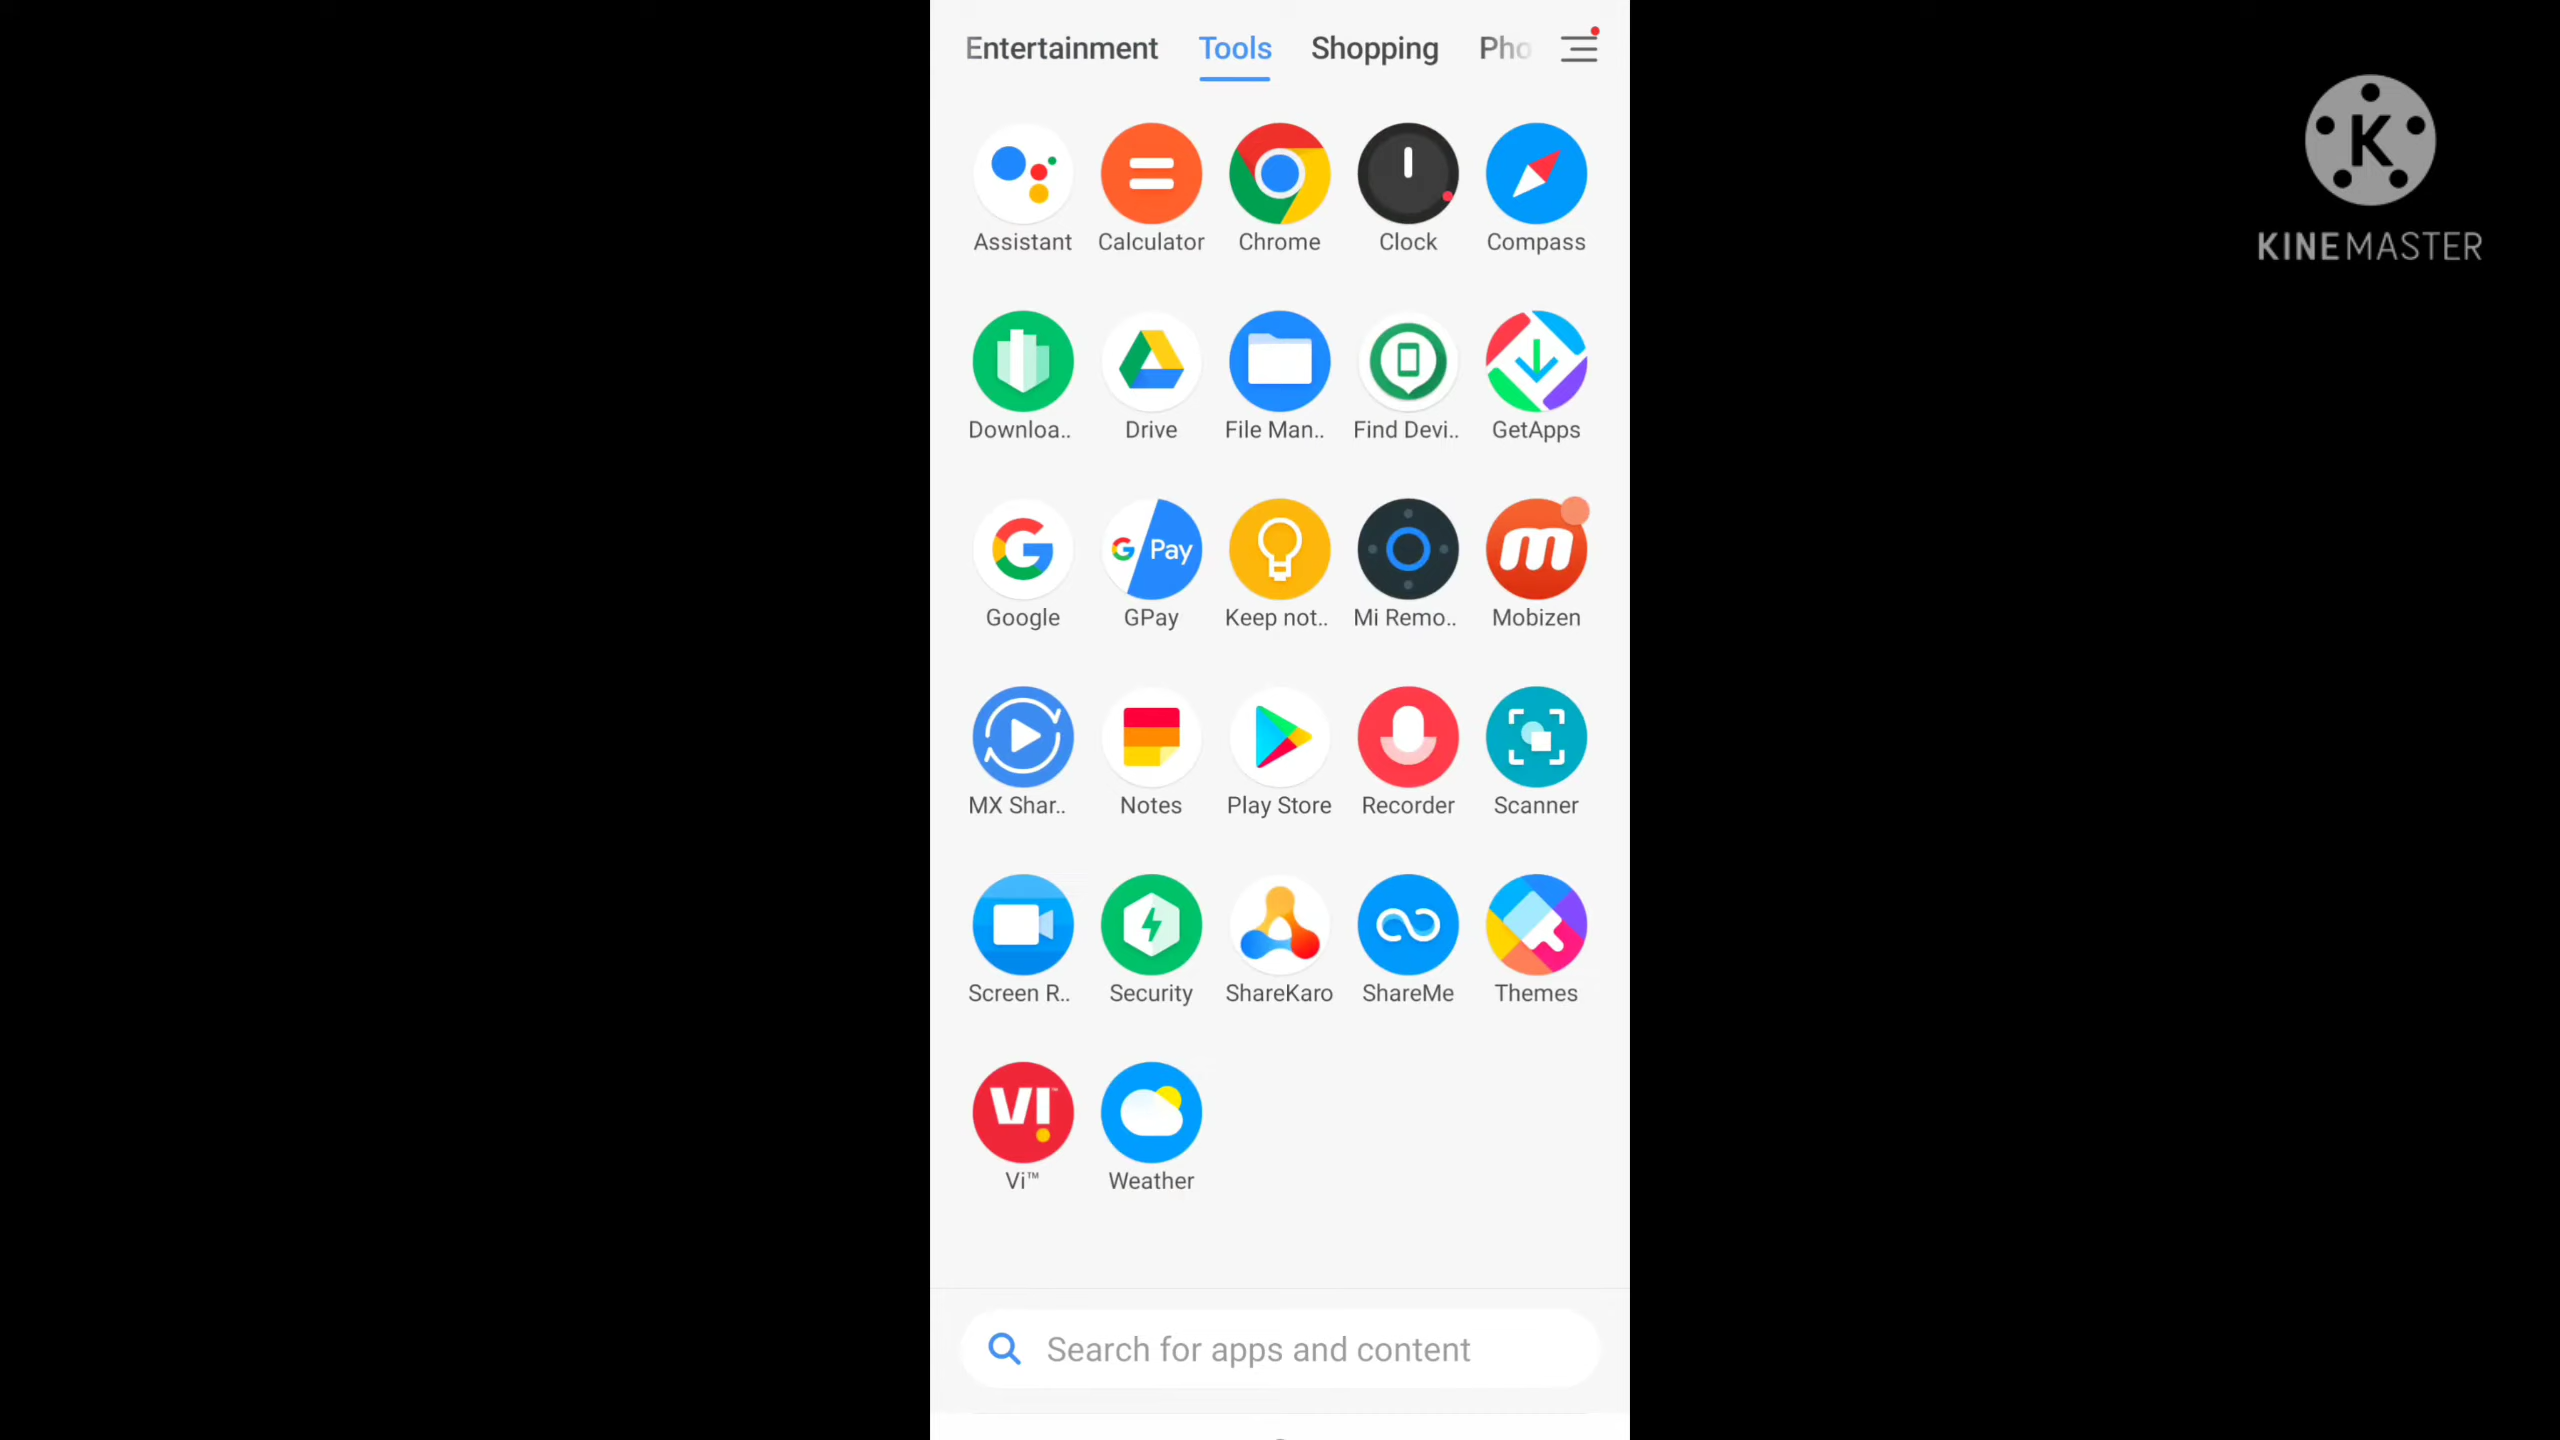 Entertainment Tools Shopping Pho
K
KINEMASTER
Assistant Calculator Chrome Clock Compass
Downloa.. Drive File Man.. Find Devi.. GetApps
G Pay
m
Google GPay Keep not.. Mi Remo.. Mobizen
MX Shar.. Notes Play Store Recorder Scanner
Screen R.. Security ShareKaro ShareMe Themes
VI™
Vi™ Weather
Search for apps and content